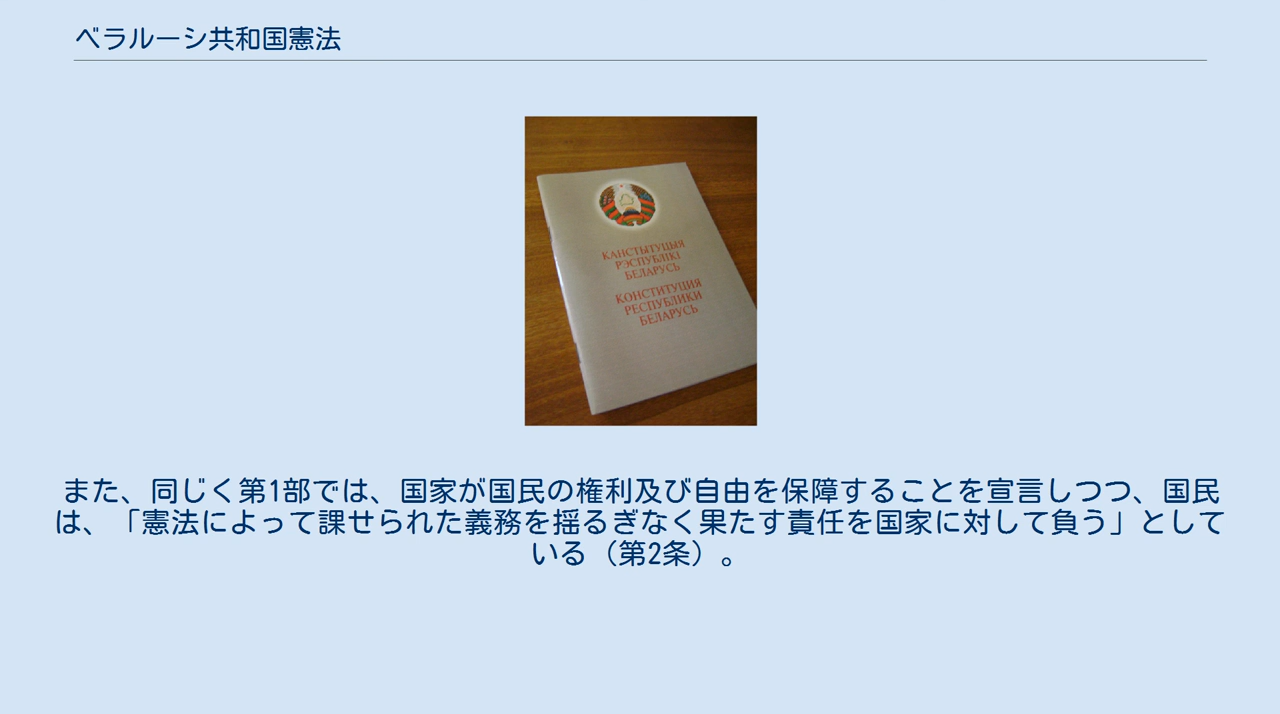 ベラルーシ共和国憲法
КАНСТЫТУЦЫЯ
РЭСПУБЛІКІ
БЕЛАРУСЬ
КОНСТИТУЦИЯ
РЕСПУБЛИКИ
БЕЛАРУСЬ
また、同じく第1部では、国家が国民の権利及び自由を保障することを宣言しつつ、国民
は、「憲法によって課せられた義務を揺るぎなく果たす責任を国家に対して負う」として
いる（第2条）。